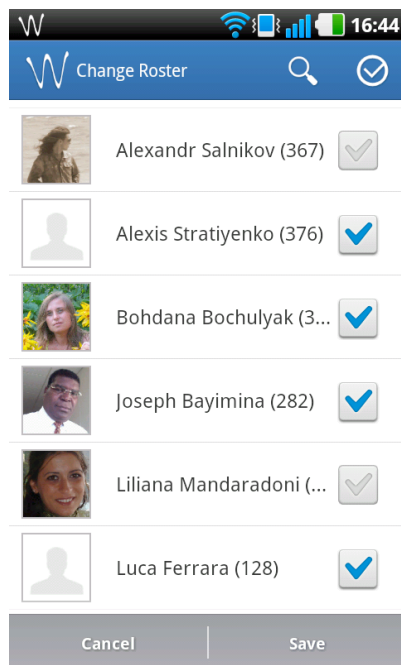 W 16:44
W Change Roster
Alexandr Salnikov (367)
Alexis Stratiyenko (376)
Bohdana Bochulyak (3...
Joseph Bayimina (282)
Liliana Mandaradoni (...
Luca Ferrara (128)
Cancel Save